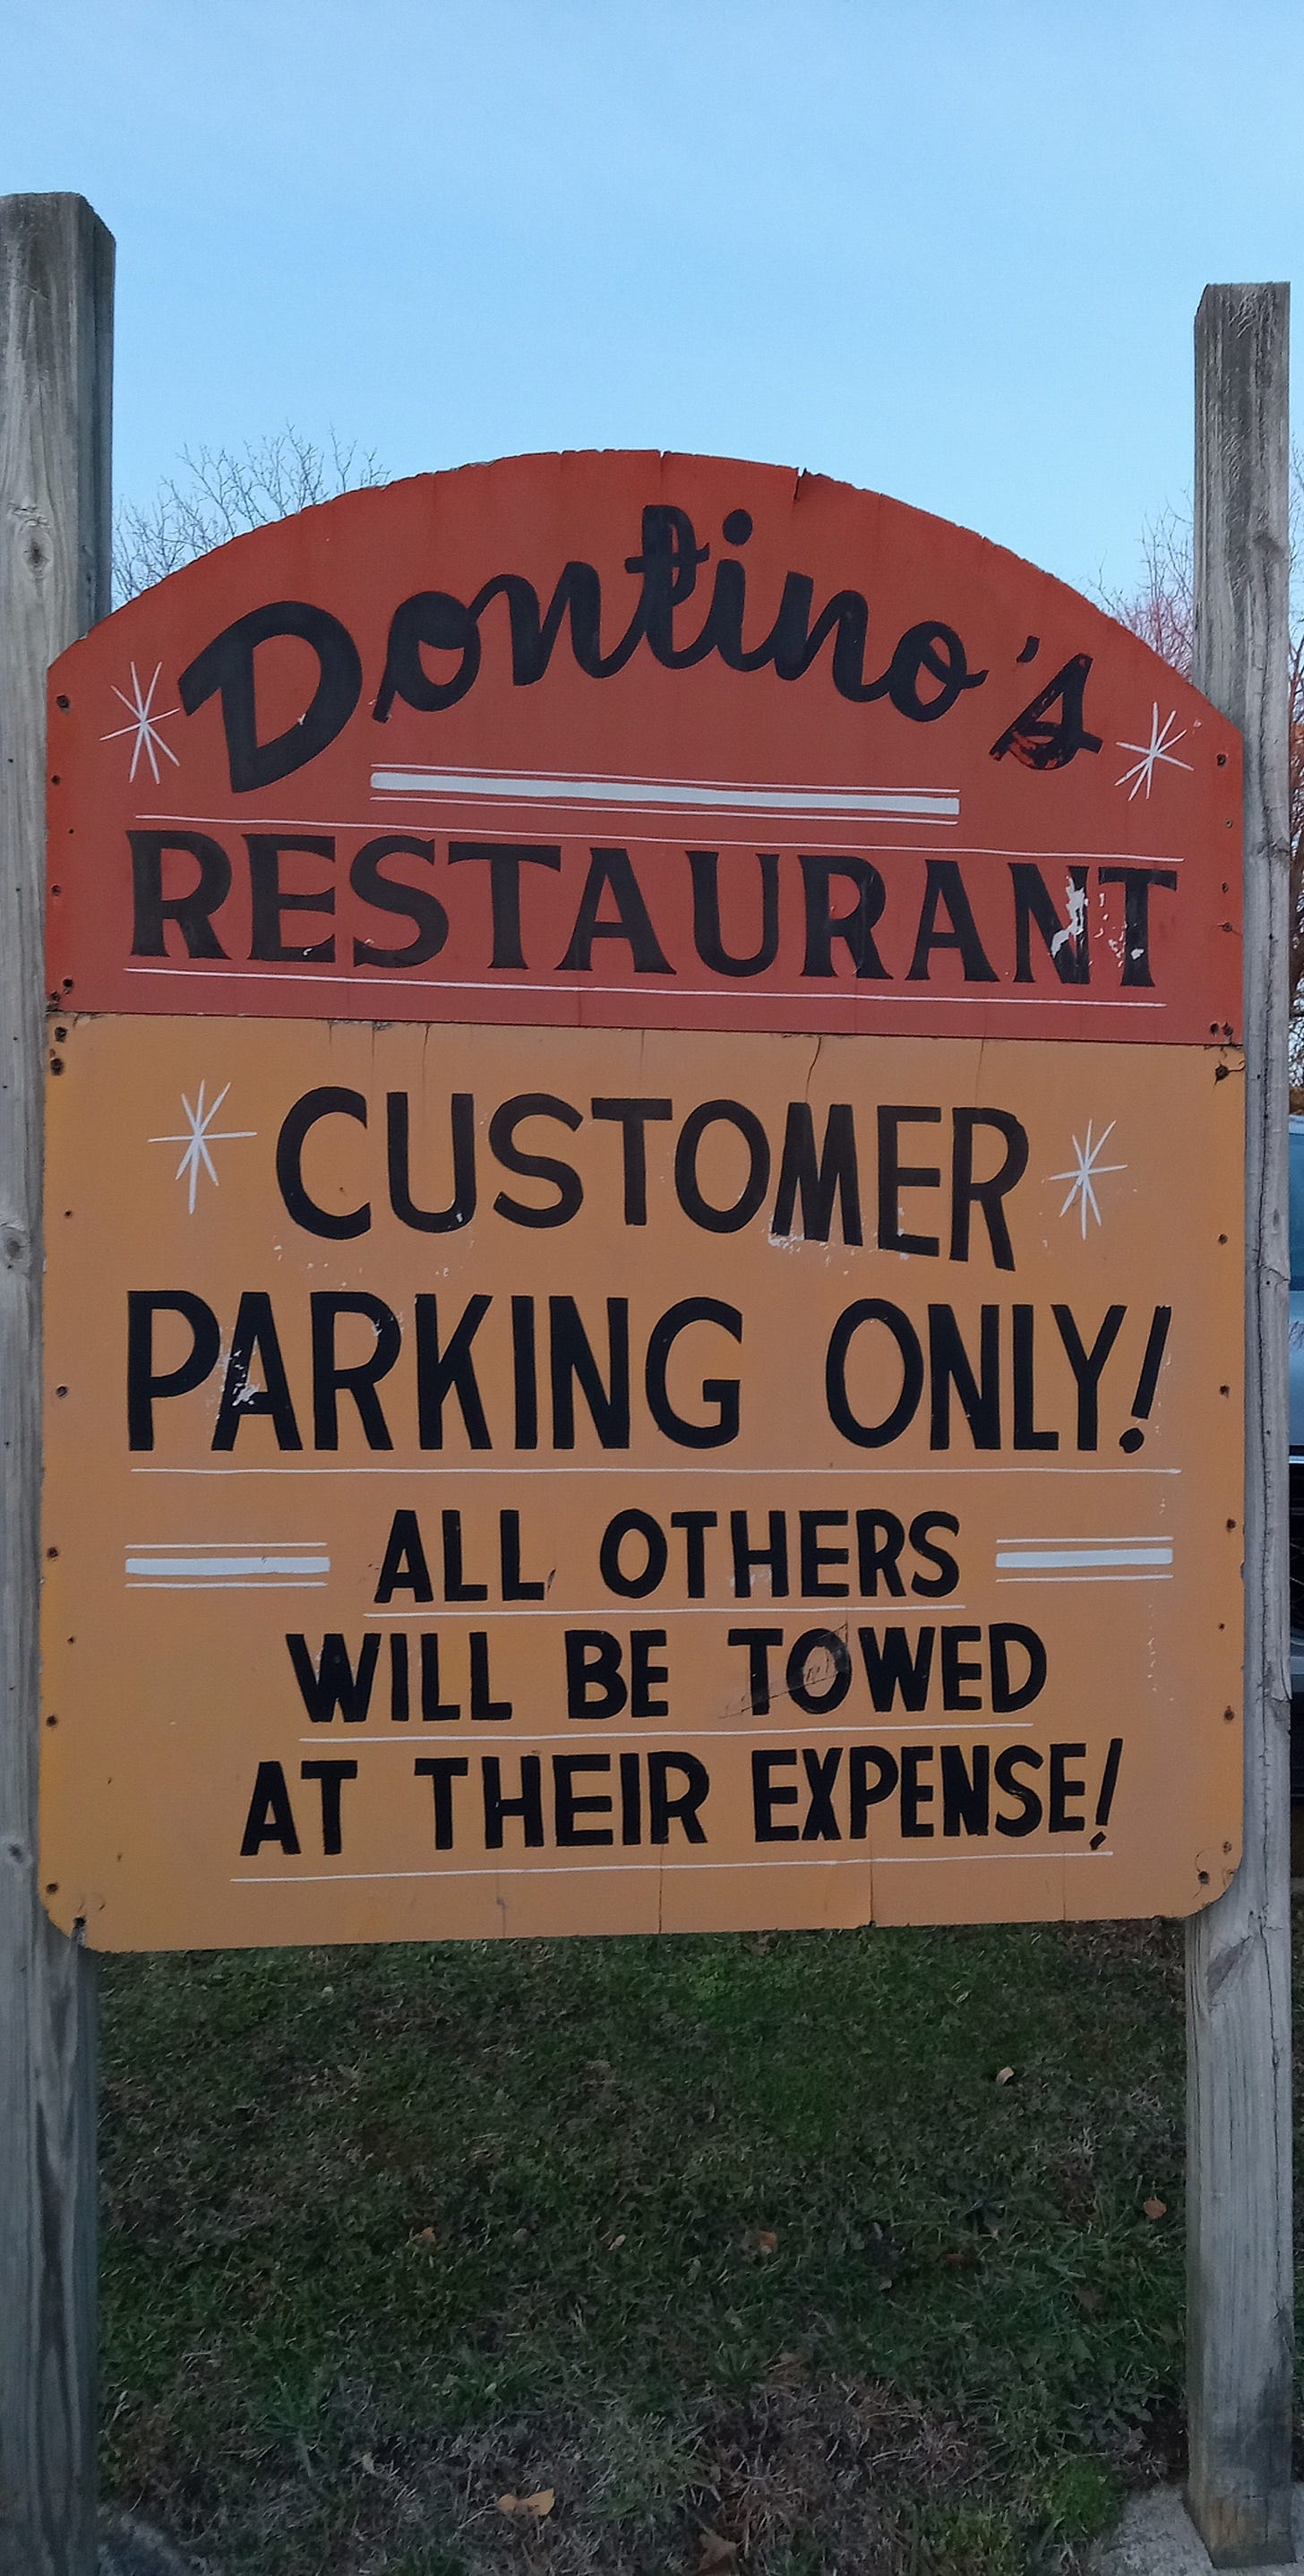 Dontino's
RESTAURANT
CUSTOMER
PARKING ONLY!
ALL OTHERS
WILL BE TOWED
AT THEIR EXPENSE!